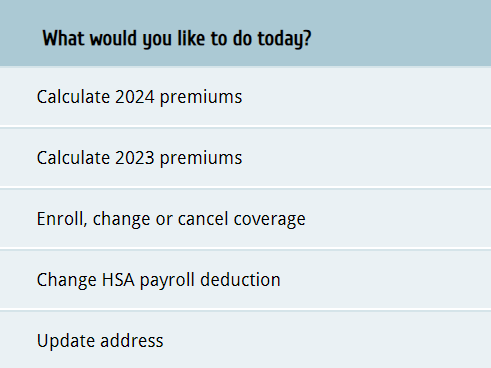 What would you like to do today?
Calculate 2024 premiums
Calculate 2023 premiums
Enroll, change or cancel coverage
Change HSA payroll deduction
Update address